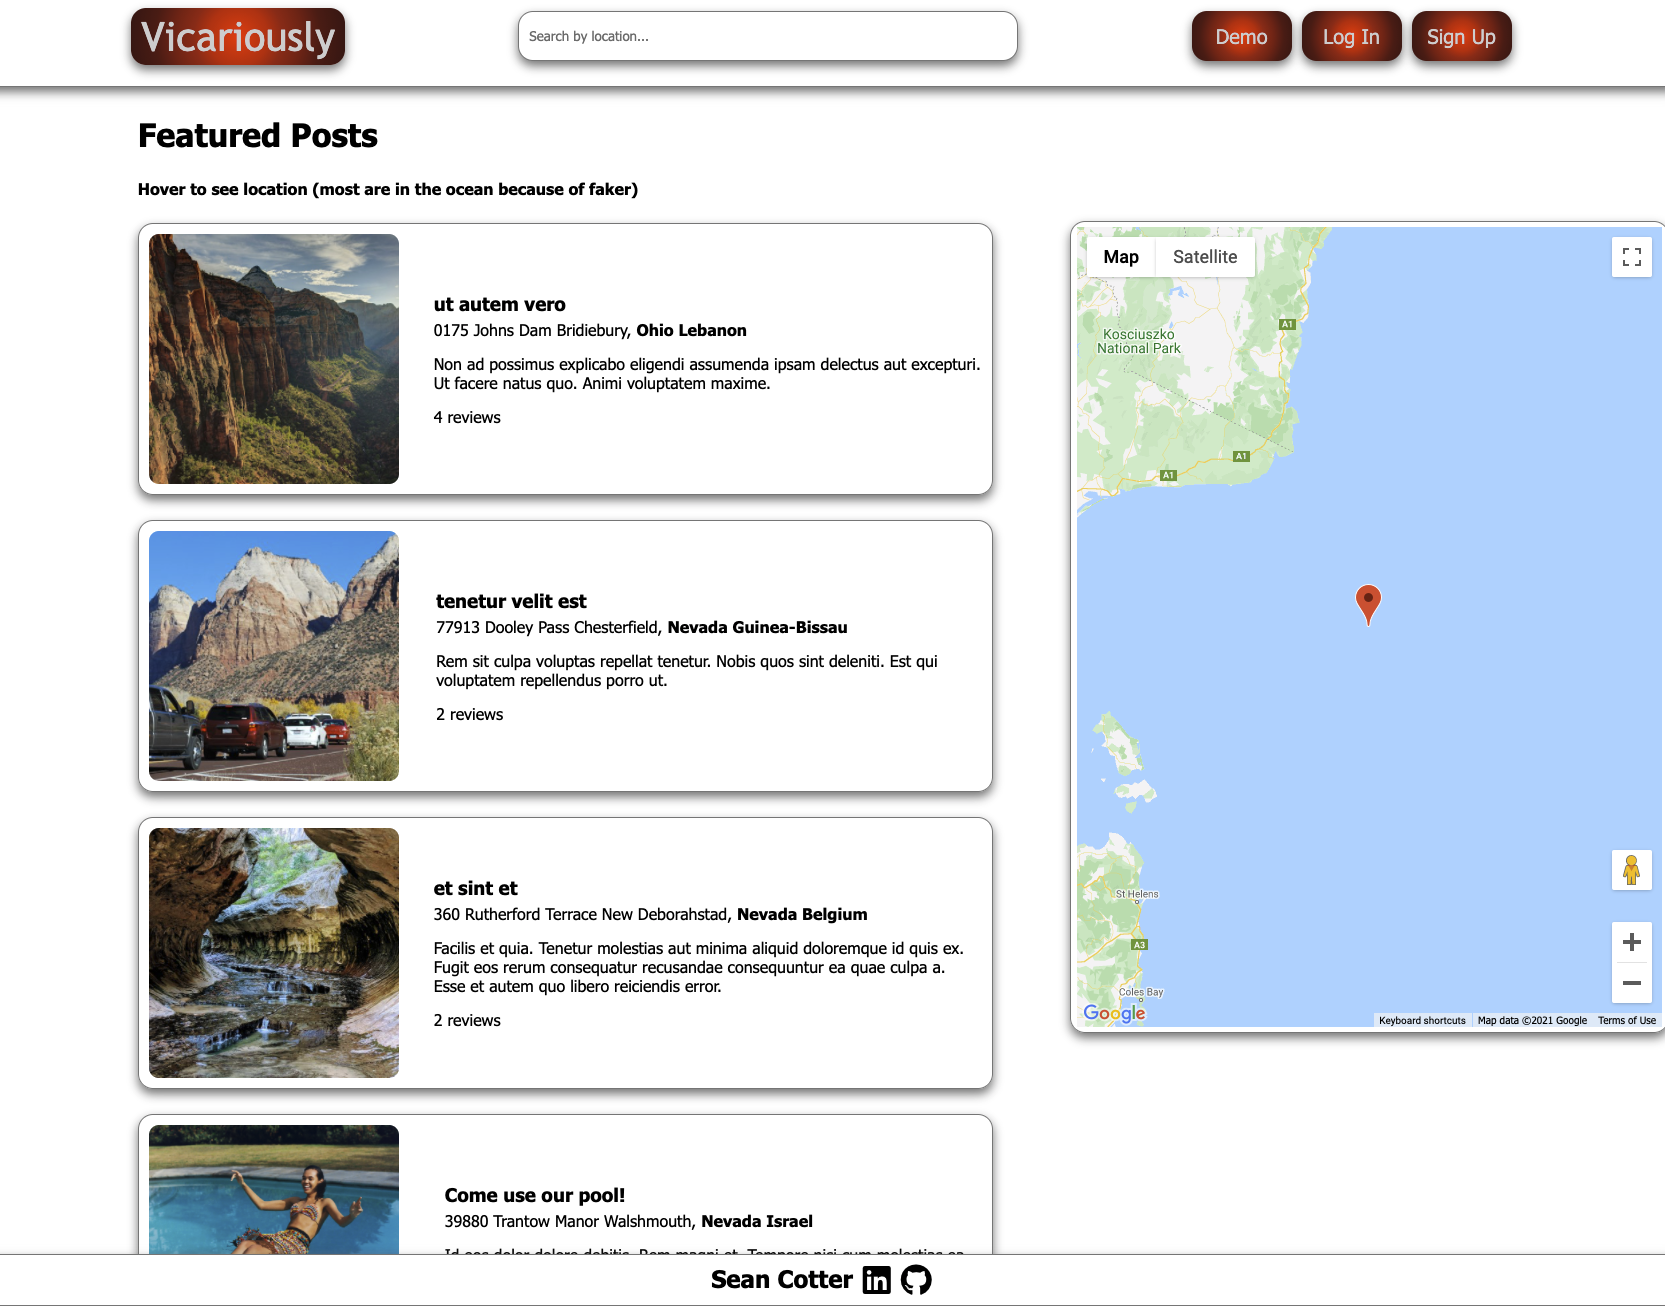 Vicariously
Search by location...
Demo
Log In
Sign Up
Featured Posts
Hover to see location (most are in the ocean because of faker)
ut autem vero
0175 Johns Dam Bridiebury, Ohio Lebanon
Non ad possimus explicabo eligendi assumenda ipsam delectus aut excepturi.
Ut facere natus quo. Animi voluptatem maxime.
4 reviews
tenetur velit est
77913 Dooley Pass Chesterfield, Nevada Guinea-Bissau
Rem sit culpa voluptas repellat tenetur. Nobis quos sint deleniti. Est qui
voluptatem repellendus porro ut.
2 reviews
et sint et
360 Rutherford Terrace New Deborahstad, Nevada Belgium
Facilis et quia. Tenetur molestias aut minima aliquid doloremque id quis ex.
Fugit eos rerum consequatur recusandae consequuntur ea quae culpa a.
Esse et autem quo libero reiciendis error.
2 reviews
Come use our pool!
39880 Trantow Manor Walshmouth, Nevada Israel
Map
Satellite
Kosciuszko
National Park
A1
A1
A1
St Helens
A3
Coles Bay
Google
Keyboard shortcuts
Map data ©2021 Google
Terms of Use
Sean Cotter
in